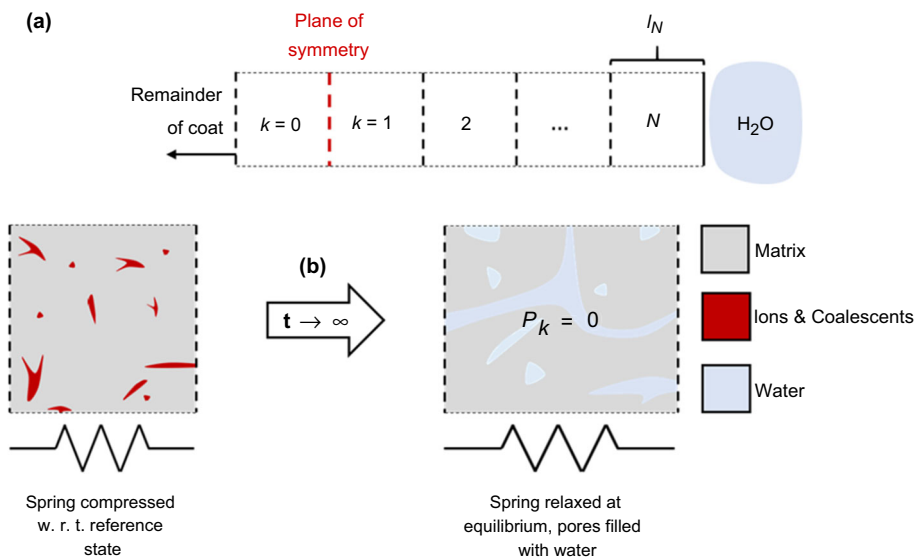 (a)
Plane of
symmetry
l_N
Remainder
of coat
k = 0
k = 1
2
...
N
H₂O
(b)
t → ∞
P_k = 0
Matrix
Ions & Coalescents
Water
Spring compressed
w. r. t. reference
state
Spring relaxed at
equilibrium, pores filled
with water